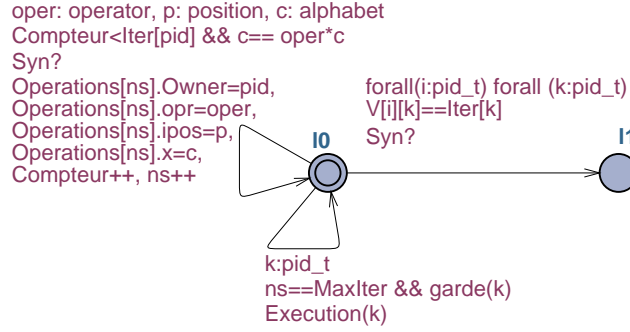 oper: operator, p: position, c: alphabet
Compteur<Iter[pid] && c== oper*c
Syn?
Operations[ns].Owner=pid,
Operations[ns].opr=oper,
Operations[ns].ipos=p,
Operations[ns].x=c,
Compteur++, ns++
forall(i:pid_t) forall (k:pid_t)
V[i][k]==Iter[k]
Syn?
l0
l1
k:pid_t
ns==MaxIter && garde(k)
Execution(k)